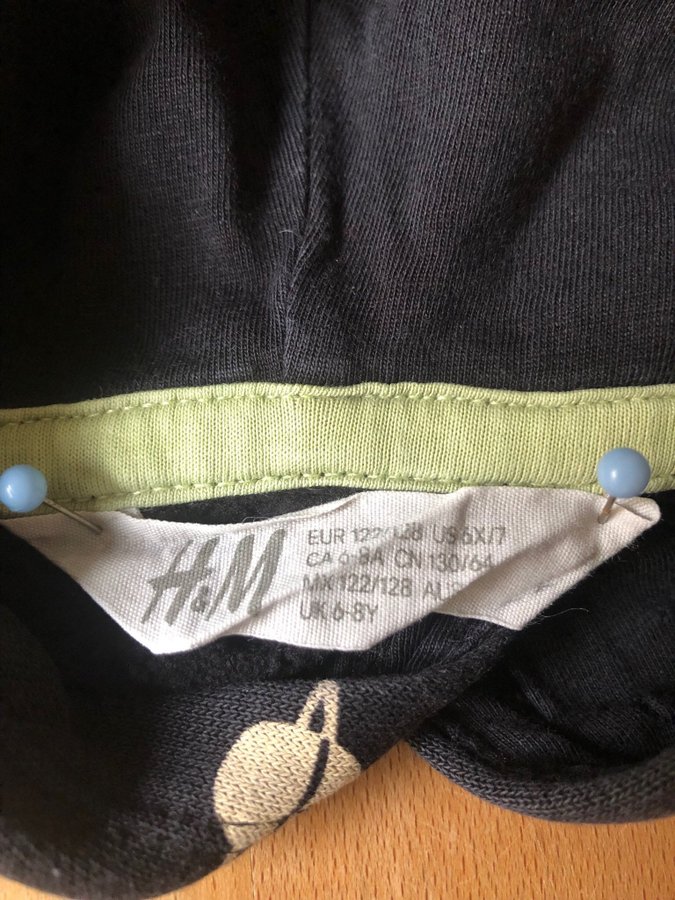 H&M
EUR 122/128 US 6X/7
CA 6-8A CN 130/64
MX 122/128
UK 6-8Y